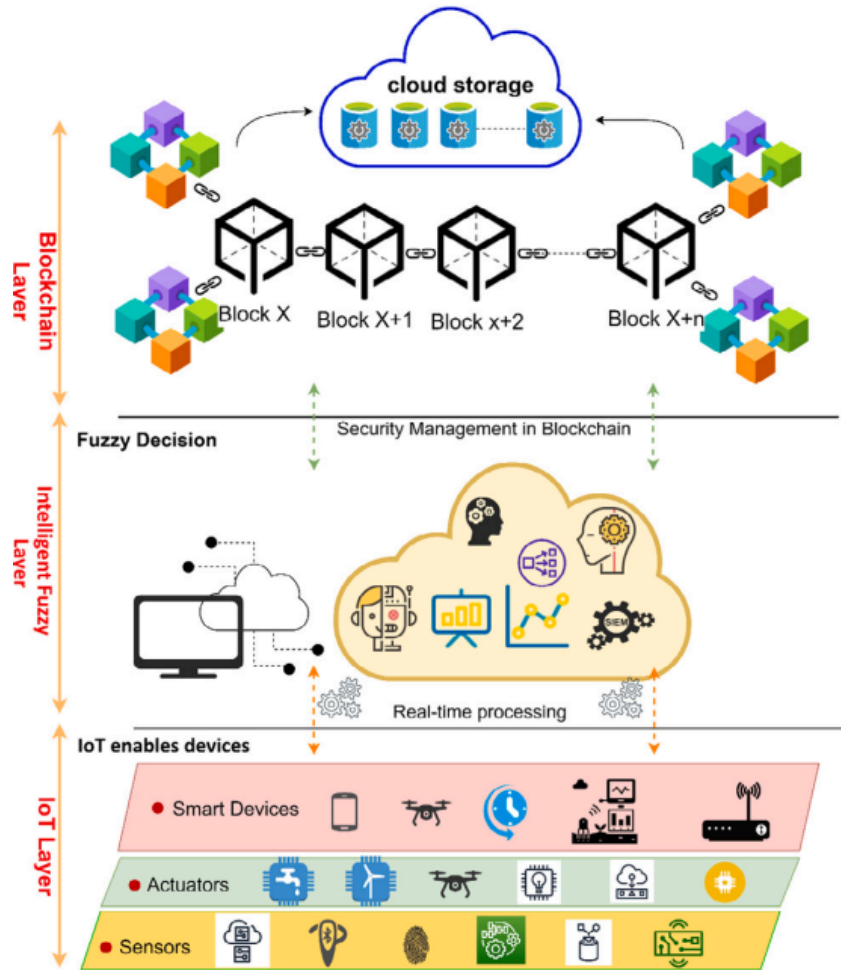 cloud storage
Blockchain
Laver
Block X
Block X+1
Block x+2
Block X+n
Security Management in Blockchain
Fuzzy Decision
Intelligent Fuzzy
Layer
SIEM
Real-time processing
IoT enables devices
IoT Layer
Smart Devices
Actuators
Sensors